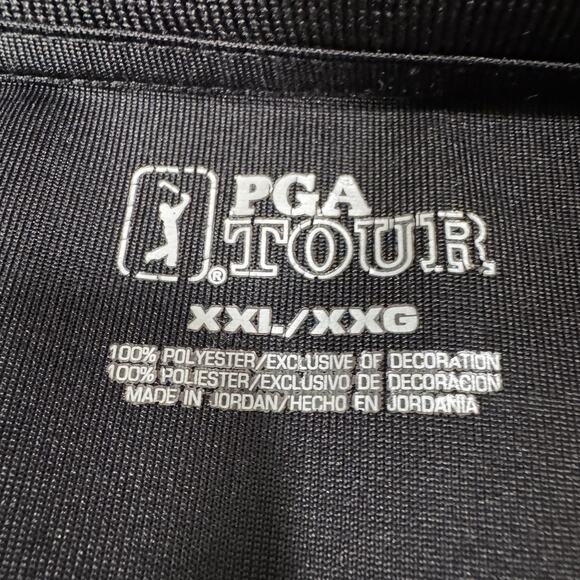 PGA
TOUR
®
XXL/XXG
100% POLYESTER/EXCLUSIVE OF DECORATION
100% POLIESTER/EXCLUSIVO DE DECORACION
MADE IN JORDAN/HECHO EN JORDANIA